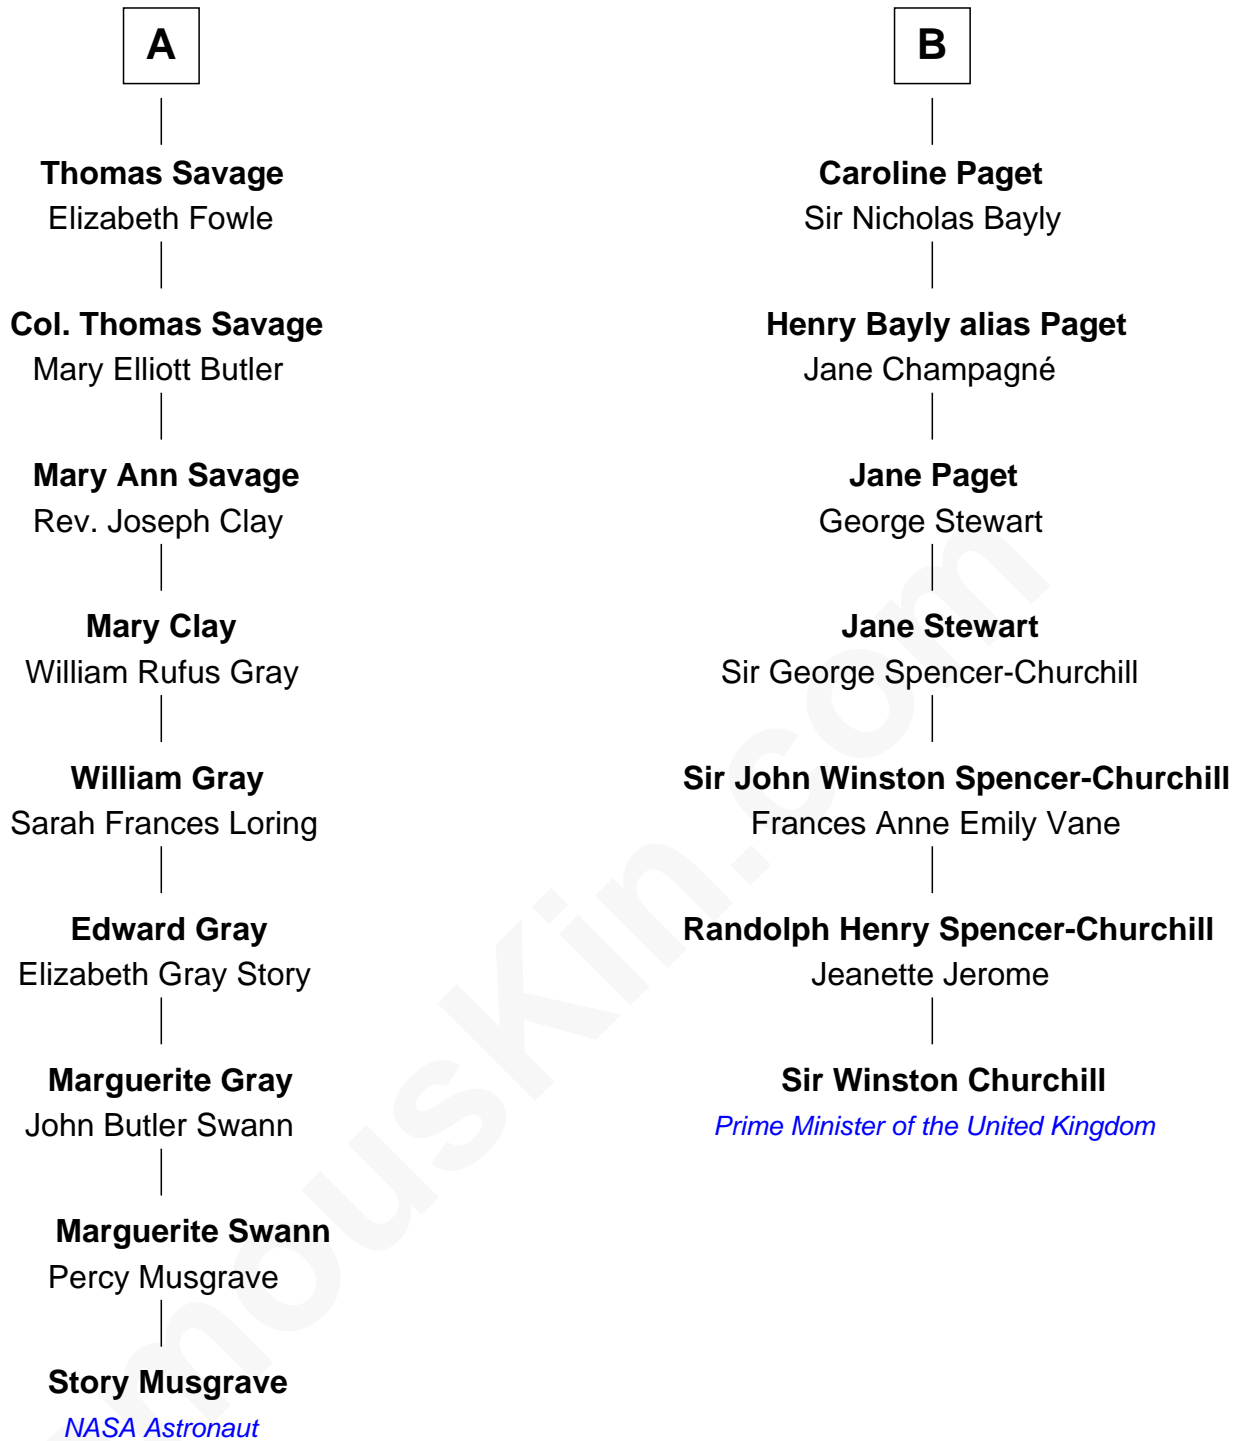 A
Thomas Savage
Elizabeth Fowle
Col. Thomas Savage
Mary Elliott Butler
Mary Ann Savage
Rev. Joseph Clay
Mary Clay
William Rufus Gray
William Gray
Sarah Frances Loring
Edward Gray
Elizabeth Gray Story
Marguerite Gray
John Butler Swann
Marguerite Swann
Percy Musgrave
Story Musgrave
NASA Astronaut
B
Caroline Paget
Sir Nicholas Bayly
Henry Bayly alias Paget
Jane Champagné
Jane Paget
George Stewart
Jane Stewart
Sir George Spencer-Churchill
Sir John Winston Spencer-Churchill
Frances Anne Emily Vane
Randolph Henry Spencer-Churchill
Jeanette Jerome
Sir Winston Churchill
Prime Minister of the United Kingdom
mousKin.com